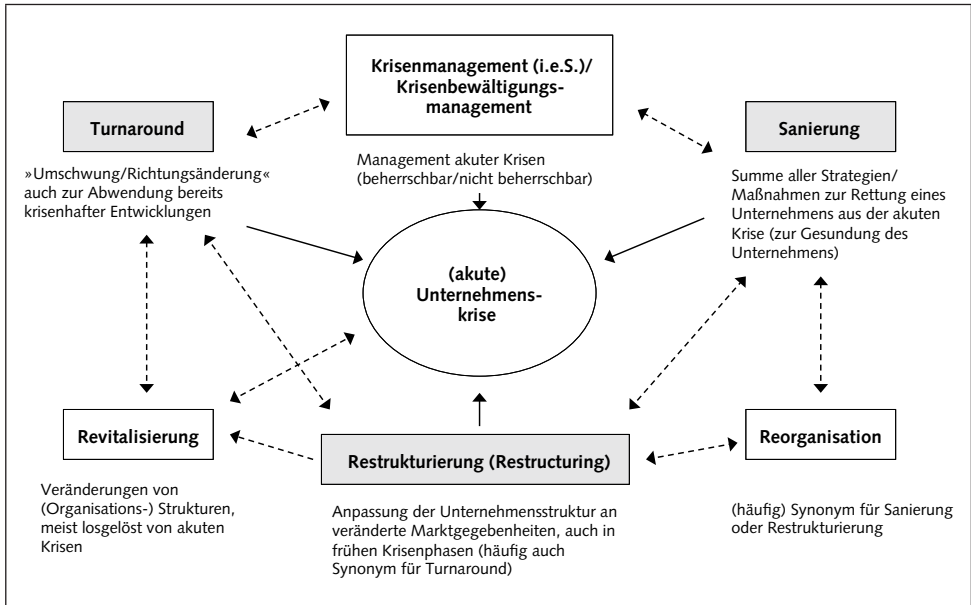 Krisenmanagement (i.e.S.)/
Krisenbewältigungs-
management
Turnaround
Sanierung
»Umschwung/Richtungsänderung«
auch zur Abwendung bereits
krisenhafter Entwicklungen
Management akuter Krisen
(beherrschbar/nicht beherrschbar)
Summe aller Strategien/
Maßnahmen zur Rettung eines
Unternehmens aus der akuten
Krise (zur Gesundung des
Unternehmens)
(akute)
Unternehmens-
krise
Revitalisierung
Restrukturierung (Restructuring)
Reorganisation
Veränderungen von
(Organisations-) Strukturen,
meist losgelöst von akuten
Krisen
Anpassung der Unternehmensstruktur an
veränderte Marktgegebenheiten, auch in
frühen Krisenphasen (häufig auch
Synonym für Turnaround)
(häufig) Synonym für Sanierung
oder Restrukturierung